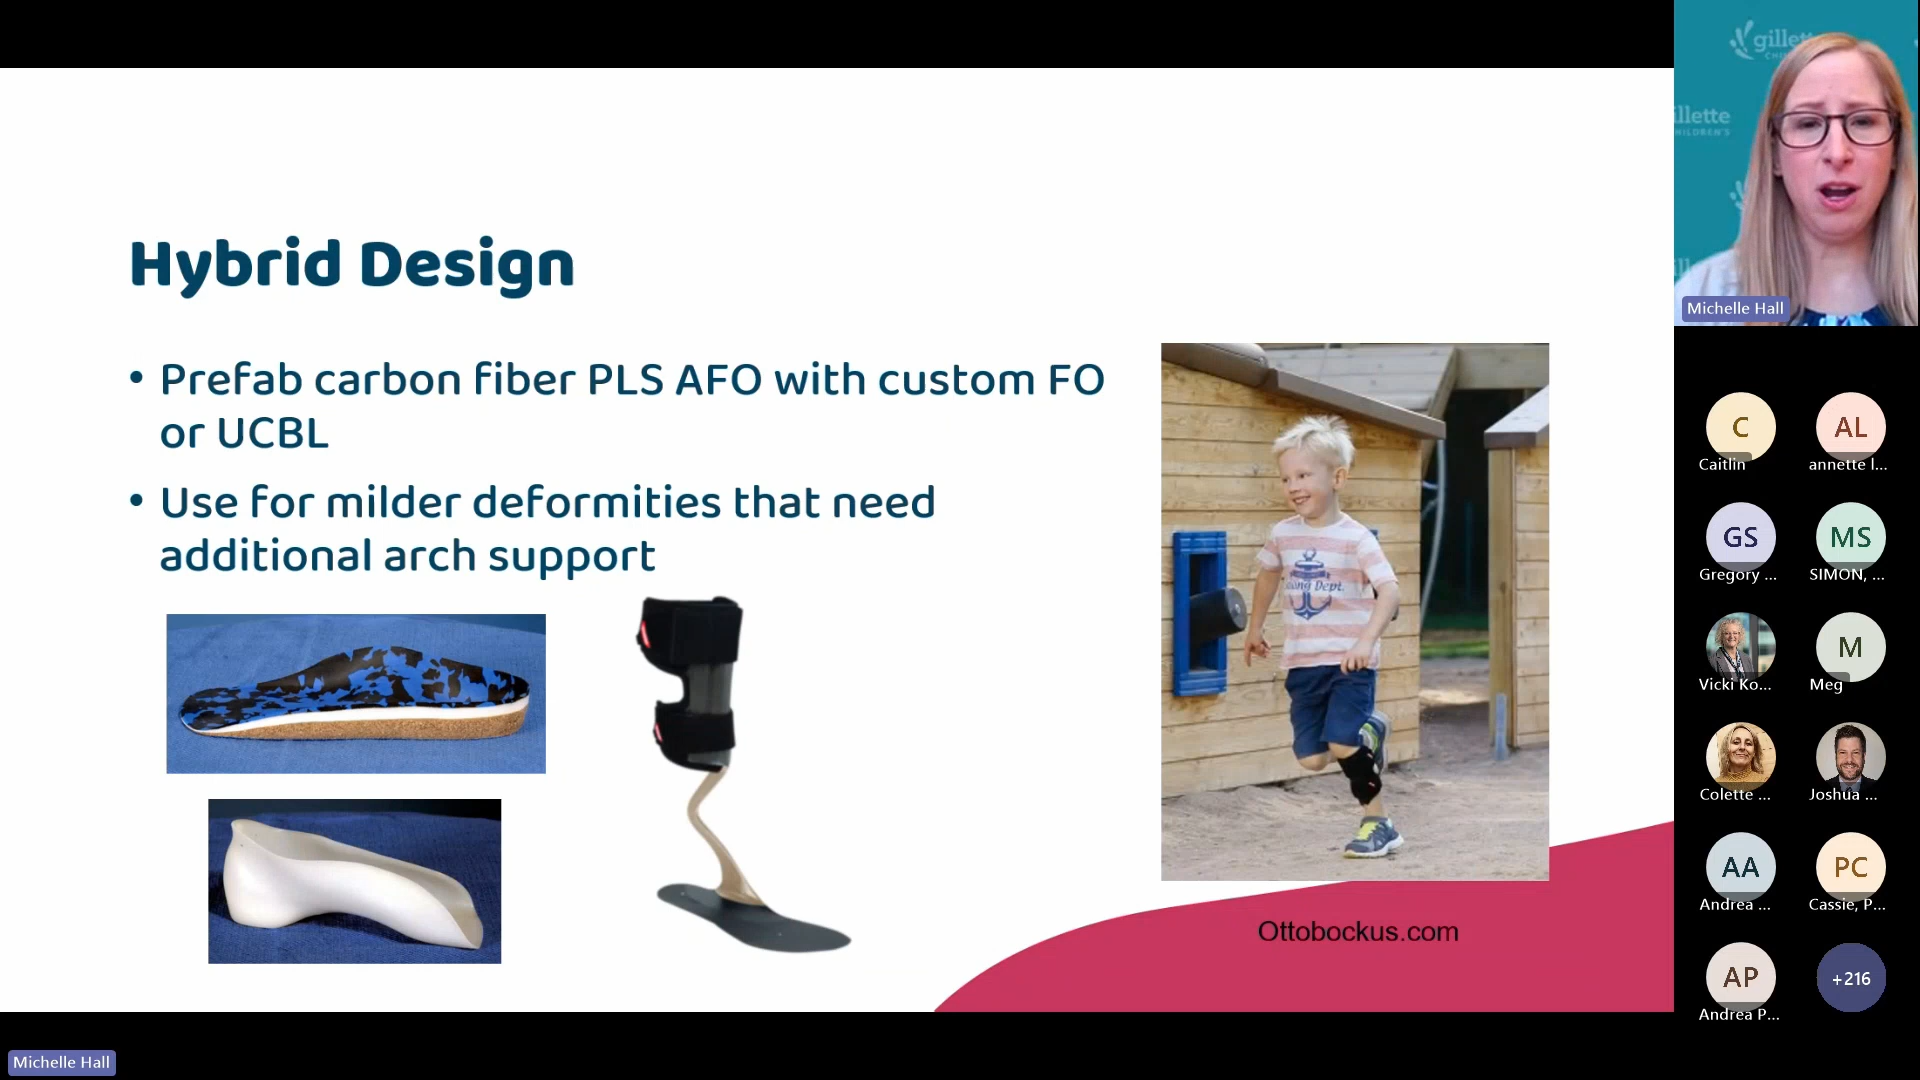 Hybrid Design
• Prefab carbon fiber PLS AFO with custom FO
or UCBL
• Use for milder deformities that need
additional arch support
Ottobockus.com
Michelle Hall
Michelle Hall
C
Caitlin
AL
annette l...
GS
Gregory ...
MS
SIMON, ...
Vicki Ko...
M
Meg
Colette ...
Joshua ...
AA
Andrea ...
PC
Cassie, P...
AP
Andrea P...
+216
illette